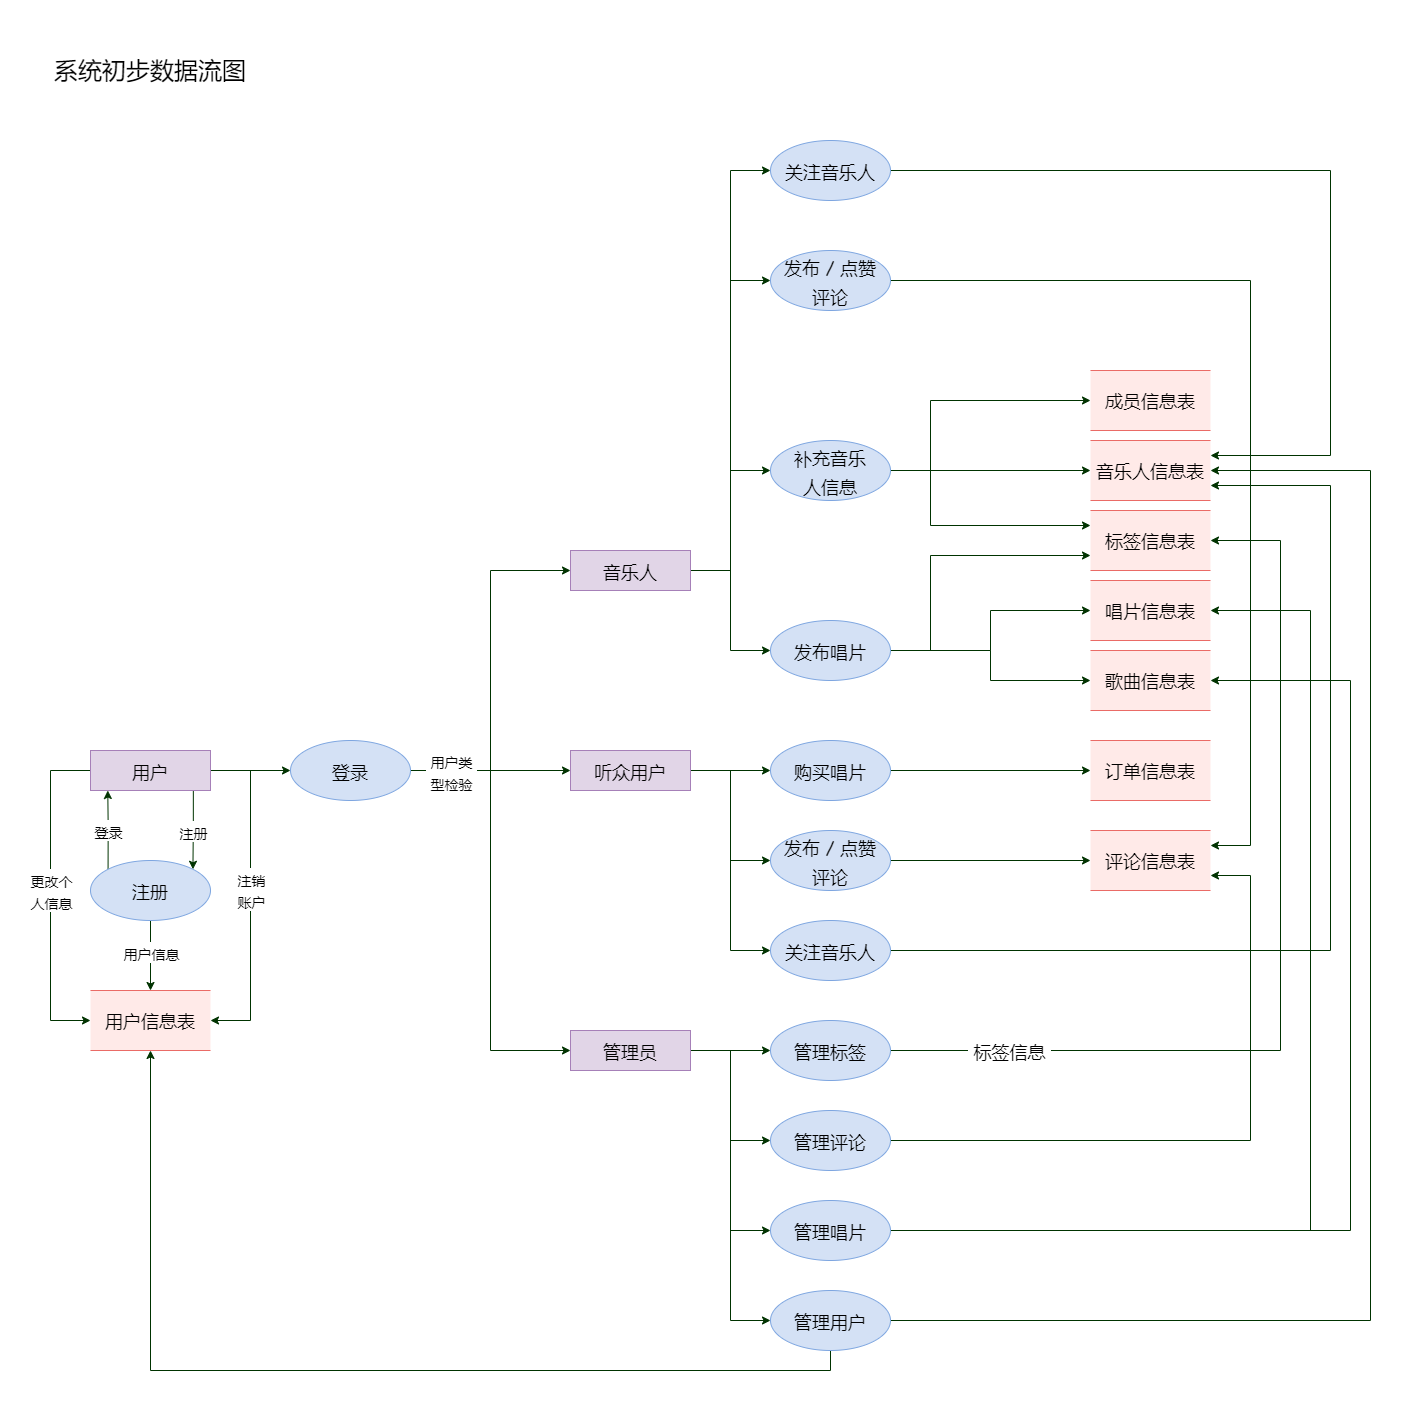 系统初步数据流图
关注音乐人
发布 / 点赞
评论
成员信息表
补充音乐
人信息
音乐人信息表
标签信息表
音乐人
唱片信息表
发布唱片
歌曲信息表
用户
登录
用户类
型检验
听众用户
购买唱片
订单信息表
登录
注册
发布 / 点赞
评论
评论信息表
更改个
人信息
注册
注销
账户
用户信息
关注音乐人
用户信息表
管理员
管理标签
标签信息
管理评论
管理唱片
管理用户